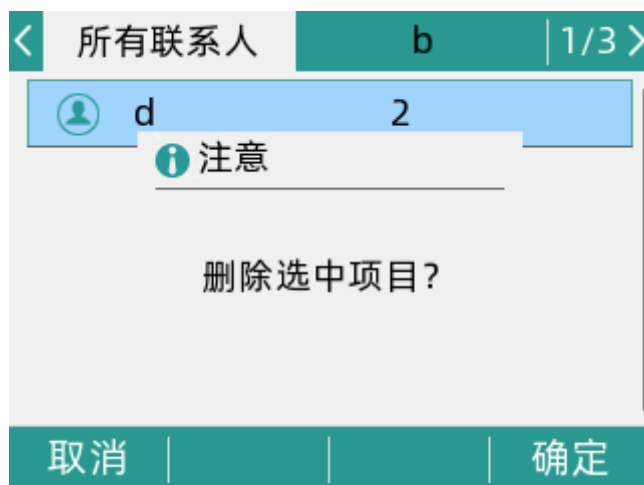 所有联系人 b 1/3
d 2
注意
删除选中项目?
取消 确定